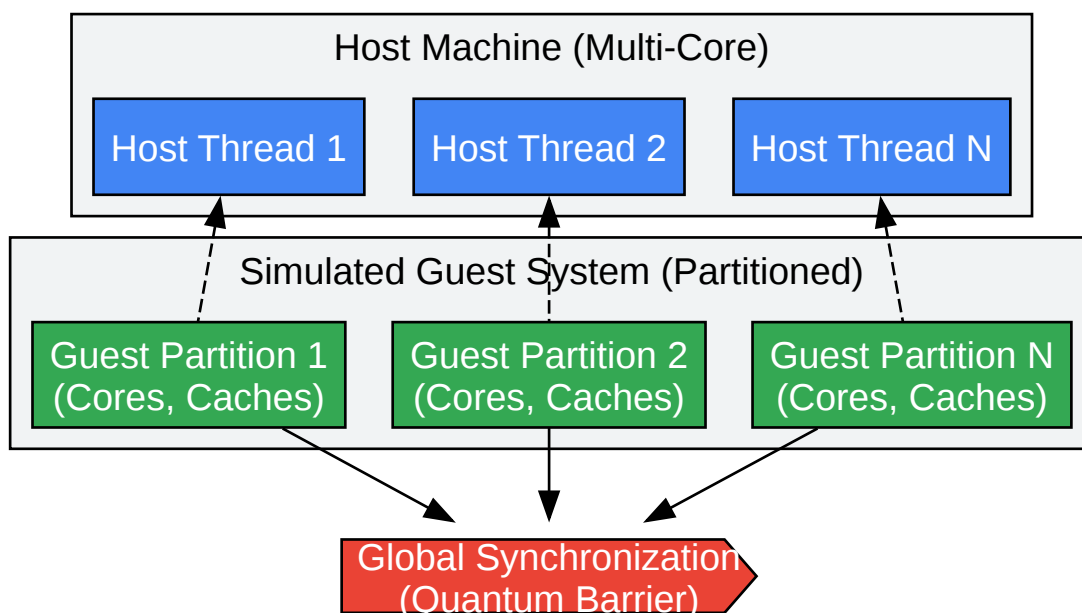 Host Machine (Multi-Core)
Host Thread 1
Host Thread 2
Host Thread N
Simulated Guest System (Partitioned)
Guest Partition 1
(Cores, Caches)
Guest Partition 2
(Cores, Caches)
Guest Partition N
(Cores, Caches)
Global Synchronization
(Quantum Barrier)